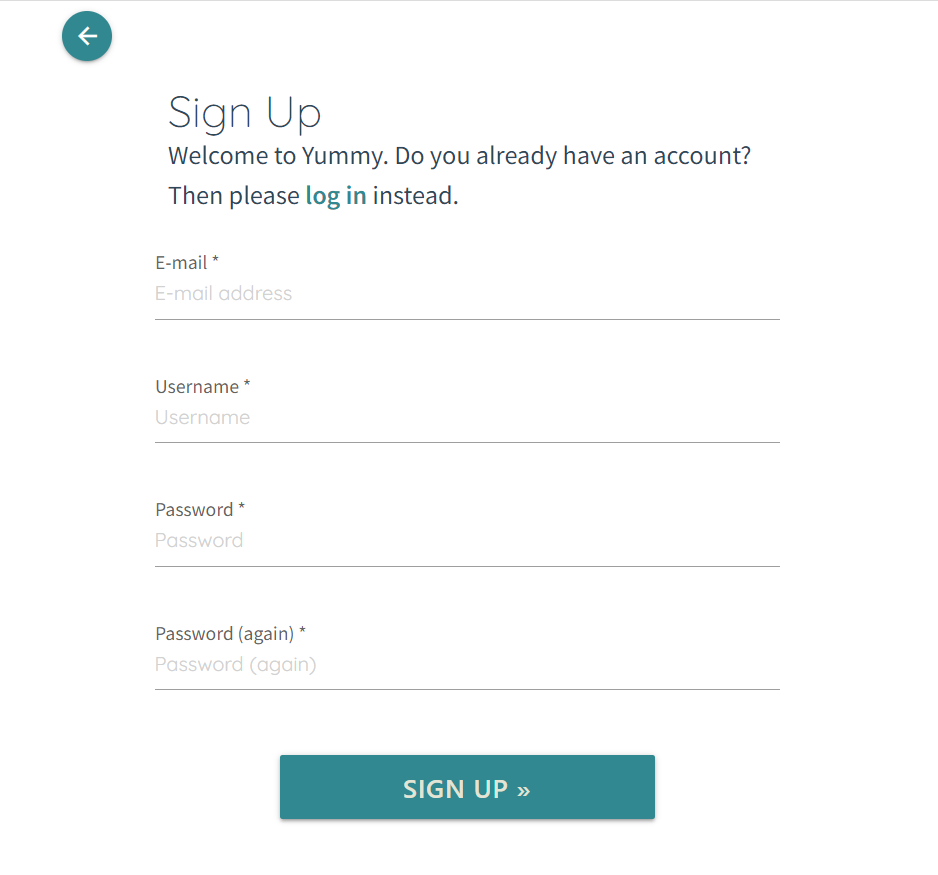 Sign Up
Welcome to Yummy. Do you already have an account?
Then please log in instead.
E-mail *
E-mail address
Username *
Username
Password *
Password
Password (again) *
Password (again)
SIGN UP »